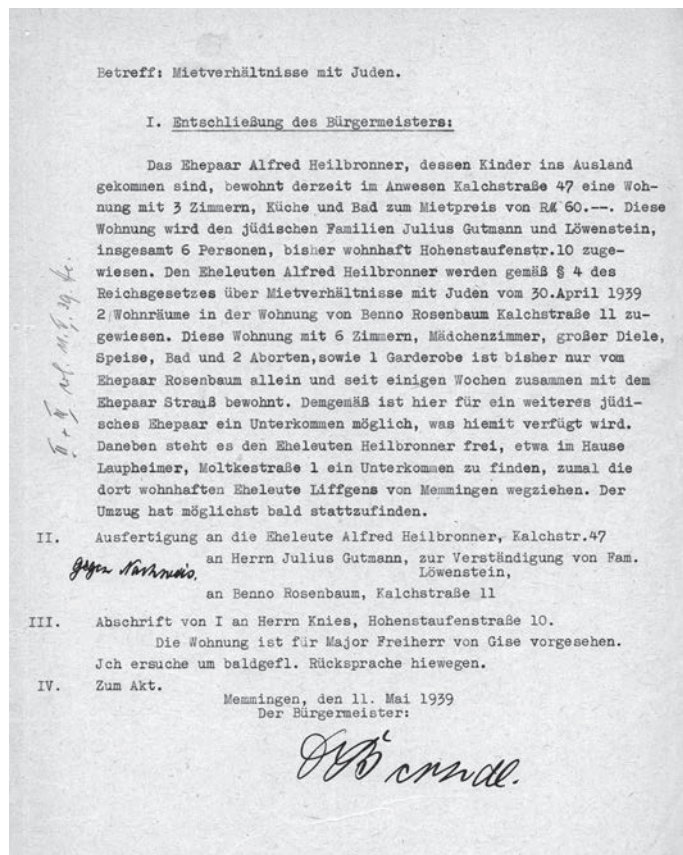 Betreff: Mietverhältnisse mit Juden.
I. Entschließung des Bürgermeisters:
Das Ehepaar Alfred Heilbronner, dessen Kinder ins Ausland
gekommen sind, bewohnt derzeit im Anwesen Kalchstraße 47 eine Woh-
nung mit 3 Zimmern, Küche und Bad zum Mietpreis von RM 60.--. Diese
Wohnung wird den jüdischen Familien Julius Gutmann und Löwenstein,
insgesamt 6 Personen, bisher wohnhaft Hohenstaufenstr.10 zuge-
wiesen. Den Eheleuten Alfred Heilbronner werden gemäß § 4 des
Reichsgesetzes über Mietverhältnisse mit Juden vom 30.April 1939
2 Wohnräume in der Wohnung von Benno Rosenbaum Kalchstraße 11 zu-
gewiesen. Diese Wohnung mit 6 Zimmern, Mädchenzimmer, großer Diele,
Speise, Bad und 2 Aborten,sowie 1 Garderobe ist bisher nur vom
Ehepaar Rosenbaum allein und seit einigen Wochen zusammen mit dem
Ehepaar Strauß bewohnt. Demgemäß ist hier für ein weiteres jüdi-
sches Ehepaar ein Unterkommen möglich, was hiemit verfügt wird.
Daneben steht es den Eheleuten Heilbronner frei, etwa im Hause
Laupheimer, Moltkestraße 1 ein Unterkommen zu finden, zumal die
dort wohnhaften Eheleute Liffgens von Memmingen wegziehen. Der
Umzug hat möglichst bald stattzufinden.
II. Ausfertigung an die Eheleute Alfred Heilbronner, Kalchstr.47
gegen Nachweis. an Herrn Julius Gutmann, zur Verständigung von Fam.
Löwenstein,
an Benno Rosenbaum, Kalchstraße 11
III. Abschrift von I an Herrn Knies, Hohenstaufenstraße 10.
Die Wohnung ist für Major Freiherr von Gise vorgesehen.
Jch ersuche um baldgefl. Rücksprache hiewegen.
IV. Zum Akt.
Memmingen, den 11. Mai 1939
Der Bürgermeister: